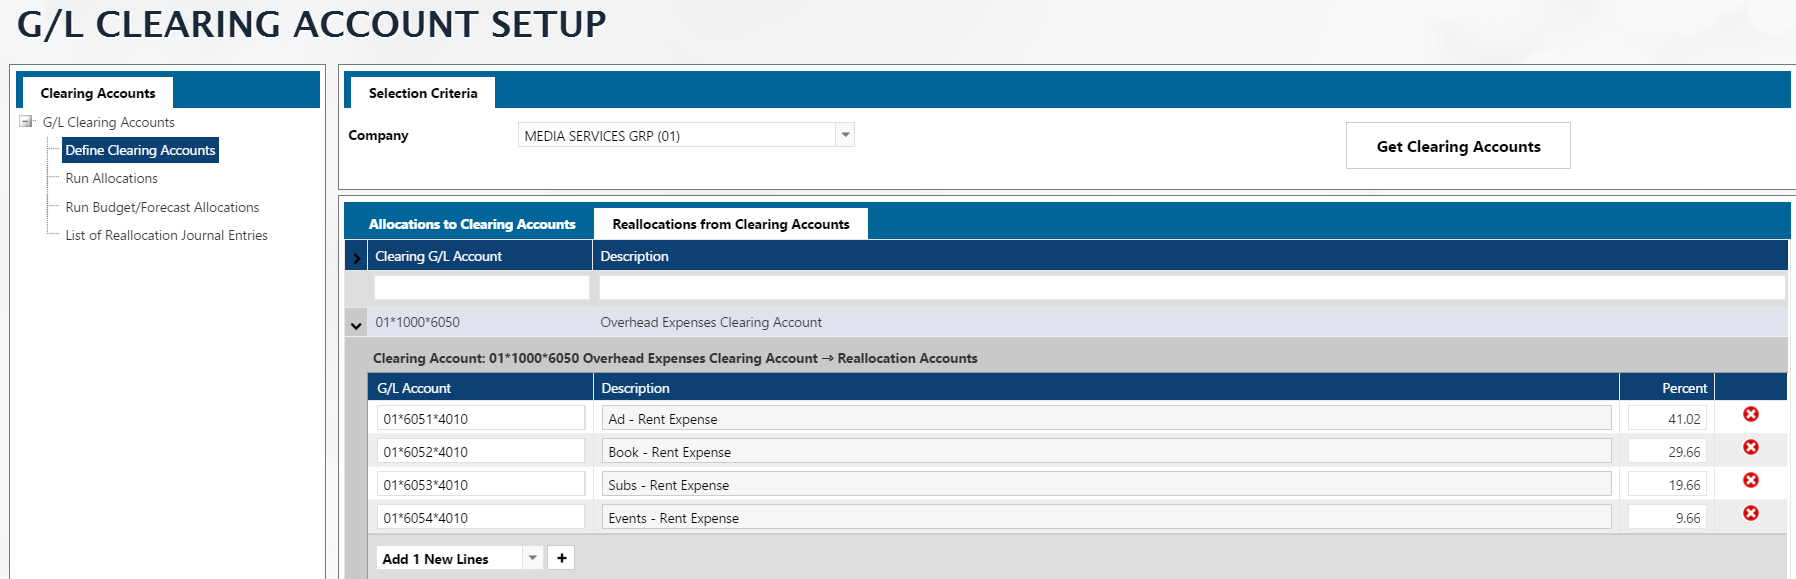 G/L CLEARING ACCOUNT SETUP
Clearing Accounts
G/L Clearing Accounts
Define Clearing Accounts
Run Allocations
Run Budget/Forecast Allocations
List of Reallocation Journal Entries
Selection Criteria
Company MEDIA SERVICES GRP (01) Get Clearing Accounts
Allocations to Clearing Accounts Reallocations from Clearing Accounts
Clearing G/L Account Description
01*1000*6050 Overhead Expenses Clearing Account
Clearing Account: 01*1000*6050 Overhead Expenses Clearing Account → Reallocation Accounts
G/L Account Description Percent
01*6051*4010 Ad - Rent Expense 41.02
01*6052*4010 Book - Rent Expense 29.66
01*6053*4010 Subs - Rent Expense 19.66
01*6054*4010 Events - Rent Expense 9.66
Add 1 New Lines +